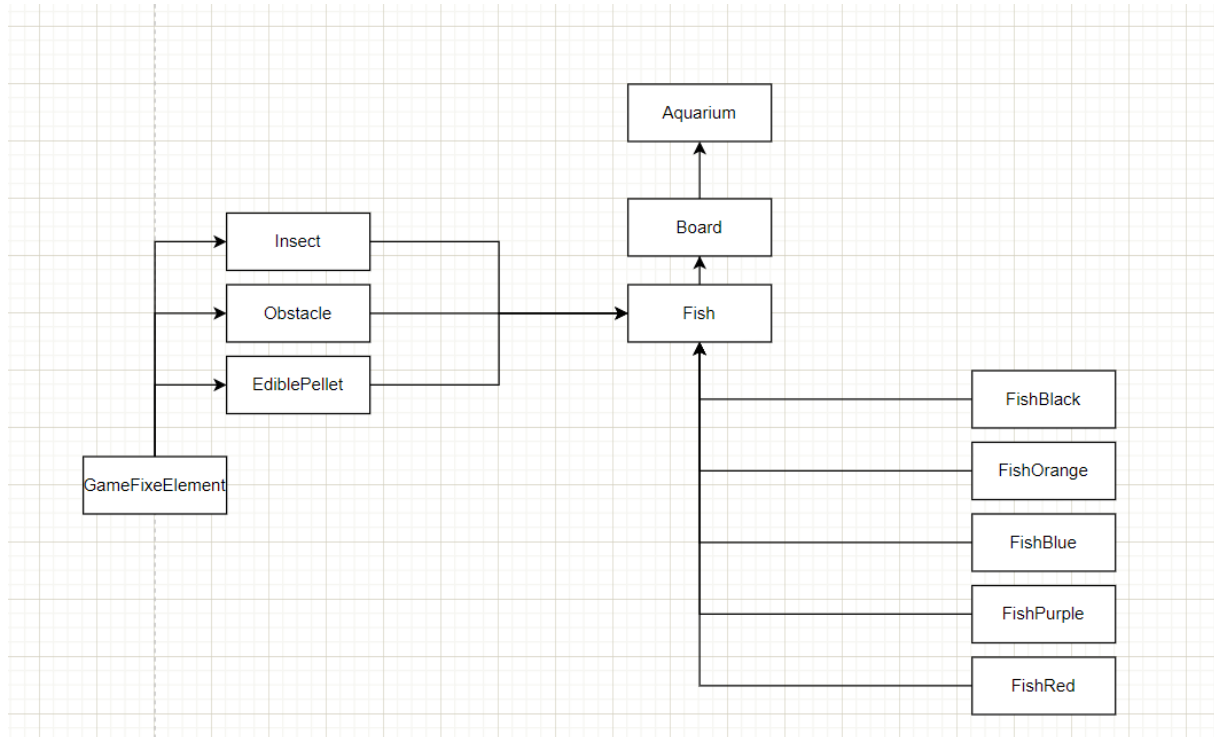 Aquarium
Board
Insect
Obstacle
Fish
EdiblePellet
GameFixeElement
FishBlack
FishOrange
FishBlue
FishPurple
FishRed